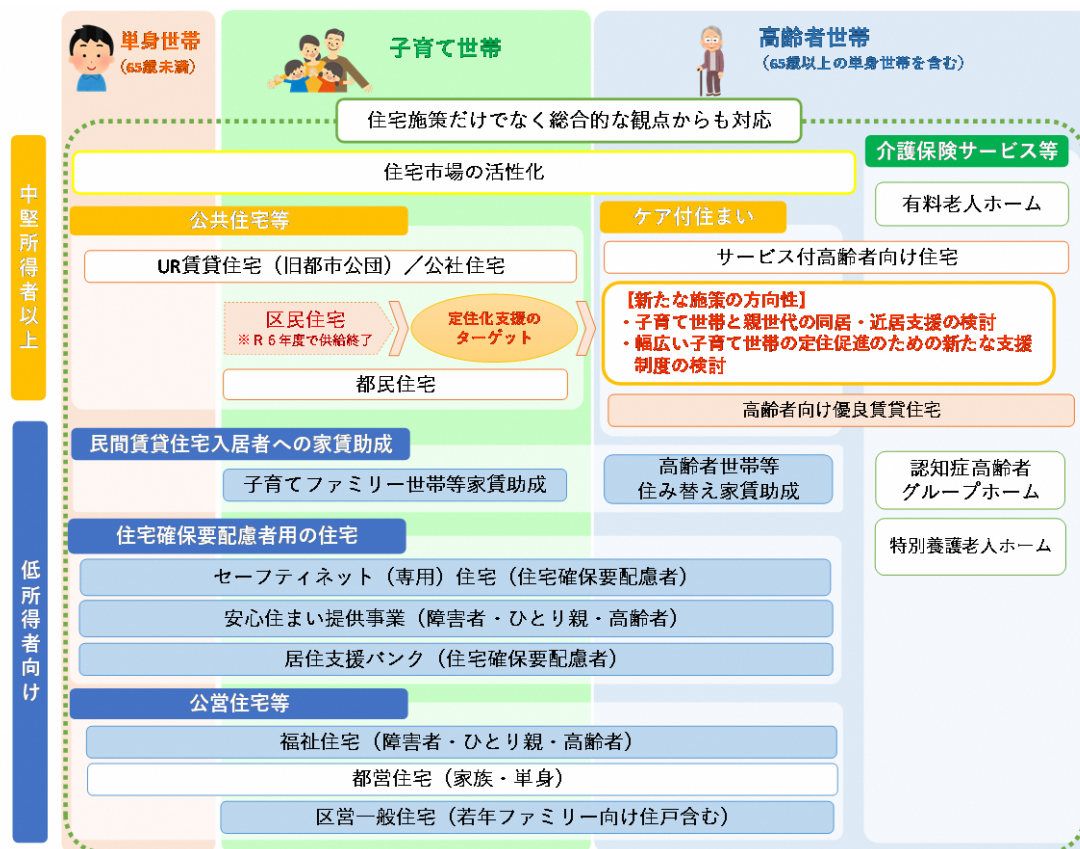 単身世帯
(65歳未満)
子育て世帯
高齢者世帯
(65歳以上の単身世帯を含む)
住宅施策だけでなく総合的な観点からも対応
中堅所得者以上
住宅市場の活性化
介護保険サービス等
有料老人ホーム
公共住宅等
ケア付住まい
UR賃貸住宅（旧都市公団）／公社住宅
サービス付高齢者向け住宅
区民住宅
※Ｒ６年度で供給終了
定住化支援の
ターゲット
【新たな施策の方向性】
・子育て世帯と親世代の同居・近居支援の検討
・幅広い子育て世帯の定住促進のための新たな支援
制度の検討
都民住宅
高齢者向け優良賃貸住宅
低所得者向け
民間賃貸住宅入居者への家賃助成
子育てファミリー世帯等家賃助成
高齢者世帯等
住み替え家賃助成
認知症高齢者
グループホーム
特別養護老人ホーム
住宅確保要配慮者用の住宅
セーフティネット（専用）住宅（住宅確保要配慮者）
安心住まい提供事業（障害者・ひとり親・高齢者）
居住支援バンク（住宅確保要配慮者）
公営住宅等
福祉住宅（障害者・ひとり親・高齢者）
都営住宅（家族・単身）
区営一般住宅（若年ファミリー向け住戸含む）